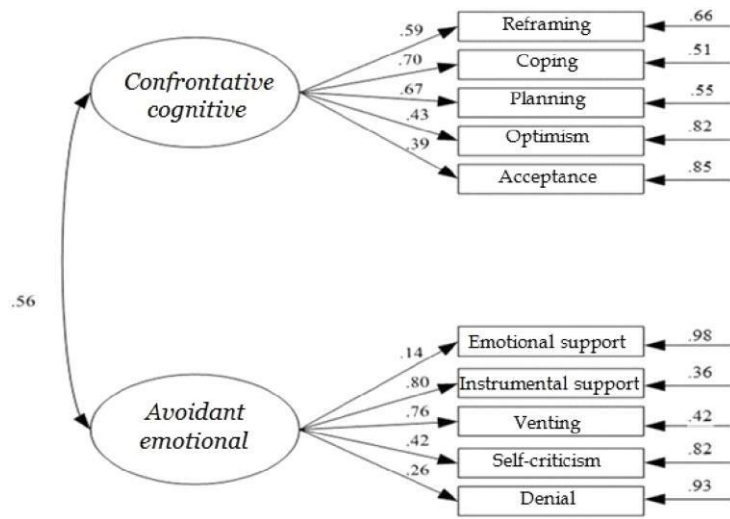 .59 Reframing .66
.70 Coping .51
Confrontative
cognitive
.67 Planning .55
.43 Optimism .82
.39 Acceptance .85
.56
.14 Emotional support .98
.80 Instrumental support .36
Avoidant
emotional
.76 Venting .42
.42 Self-criticism .82
.26 Denial .93